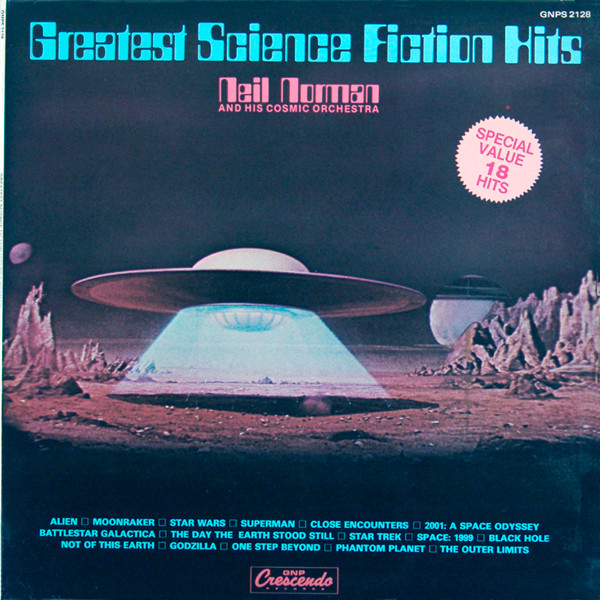 GNPS 2128
Greatest Science Fiction Hits
Neil Norman
AND HIS COSMIC ORCHESTRA
SPECIAL
VALUE
18
HITS
ALIEN □ MOONRAKER □ STAR WARS □ SUPERMAN □ CLOSE ENCOUNTERS □ 2001: A SPACE ODYSSEY
BATTLESTAR GALACTICA □ THE DAY THE EARTH STOOD STILL □ STAR TREK □ SPACE: 1999 □ BLACK HOLE
NOT OF THIS EARTH □ GODZILLA □ ONE STEP BEYOND □ PHANTOM PLANET □ THE OUTER LIMITS
GNP
Crescendo
RECORDS